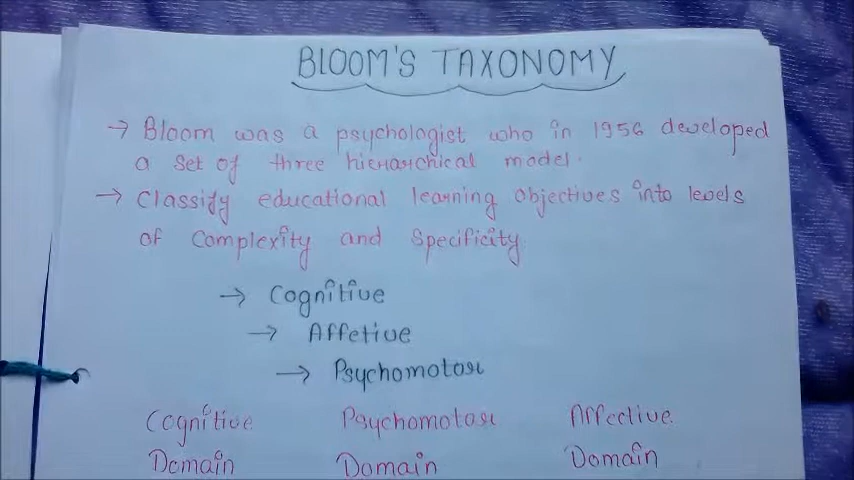 BLOOM'S TAXONOMY
→ Bloom was a psychologist who in 1956 developed
a set of three hierarchical model.
→ Classify educational learning objectives into levels
of Complexity and Specificity
→ Cognitive
→ Affetive
→ Psychomotor
Cognitive Psychomotor Affective
Domain Domain Domain